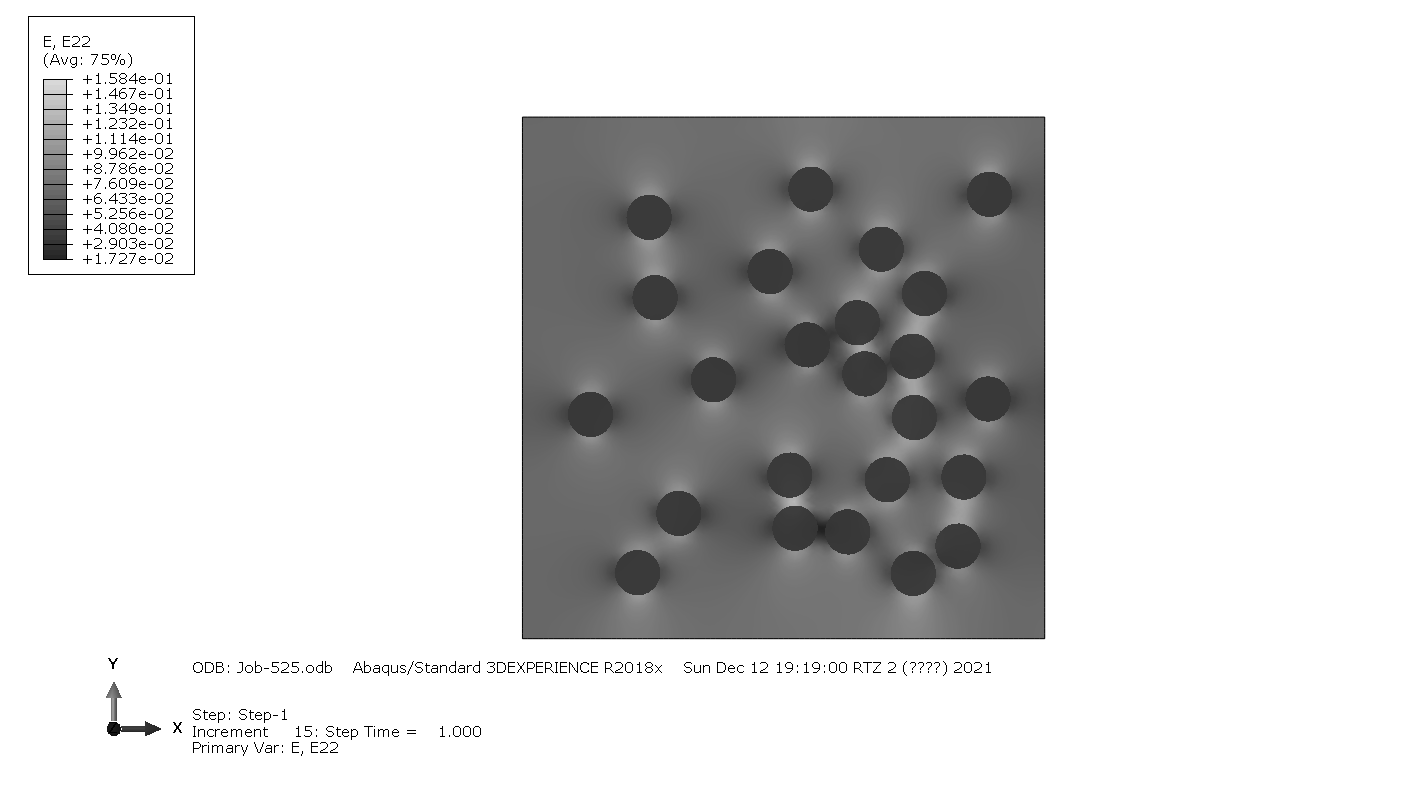 E, E22
(Avg: 75%)
+1.584e-01
+1.467e-01
+1.349e-01
+1.232e-01
+1.114e-01
+9.962e-02
+8.786e-02
+7.609e-02
+6.433e-02
+5.256e-02
+4.080e-02
+2.903e-02
+1.727e-02
Y
X
ODB: Job-525.odb Abaqus/Standard 3DEXPERIENCE R2018x Sun Dec 12 19:19:00 RTZ 2 (????) 2021
Step: Step-1
Increment 15: Step Time = 1.000
Primary Var: E, E22